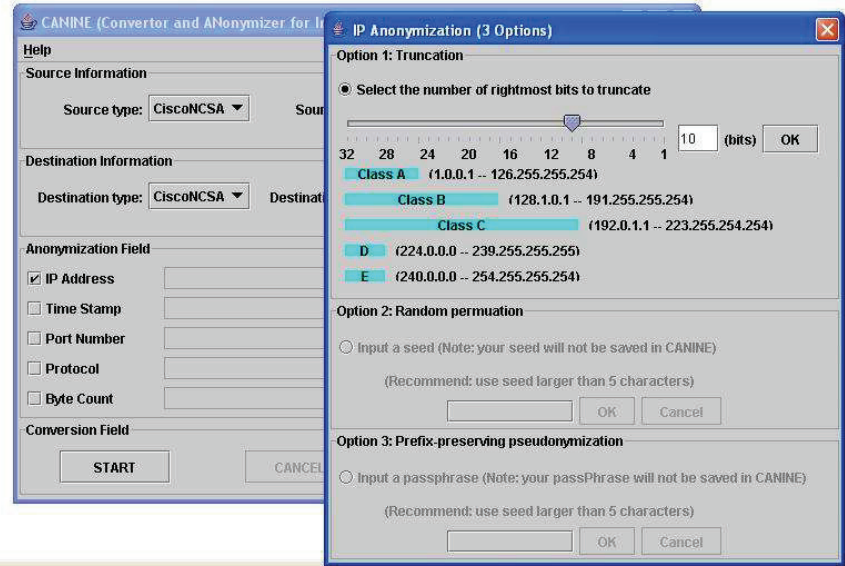 CANINE (Convertor and ANonymizer for I
Help
Source Information
Source type: CiscoNCSA
Sour
Destination Informat
Destination type: CiscoNCSA
Destinati
Anonymization Field
IP Address
Time Stamp
Port Number
Protocol
Byte Count
Conversion Field
START
CANCEL
IP Anonymization (3 Options)
Option 1: Truncation
Select the number of rightmost bits to truncate
10 (bits) OK
32 28 24 20 16 12 8 4 1
Class A (1.0.0.1 -- 126.255.255.254)
Class B (128.1.0.1 -- 191.255.255.254)
Class C (192.0.1.1 -- 223.255.254.254)
D (224.0.0.0 -- 239.255.255.255)
E (240.0.0.0 -- 254.255.255.254)
Option 2: Random permuation
Input a seed (Note: your seed will not be saved in CANINE)
(Recommend: use seed larger than 5 characters)
OK Cancel
Option 3: Prefix-preserving pseudonymization
Input a passphrase (Note: your passPhrase will not be saved in CANINE)
(Recommend: use seed larger than 5 characters)
OK Cancel